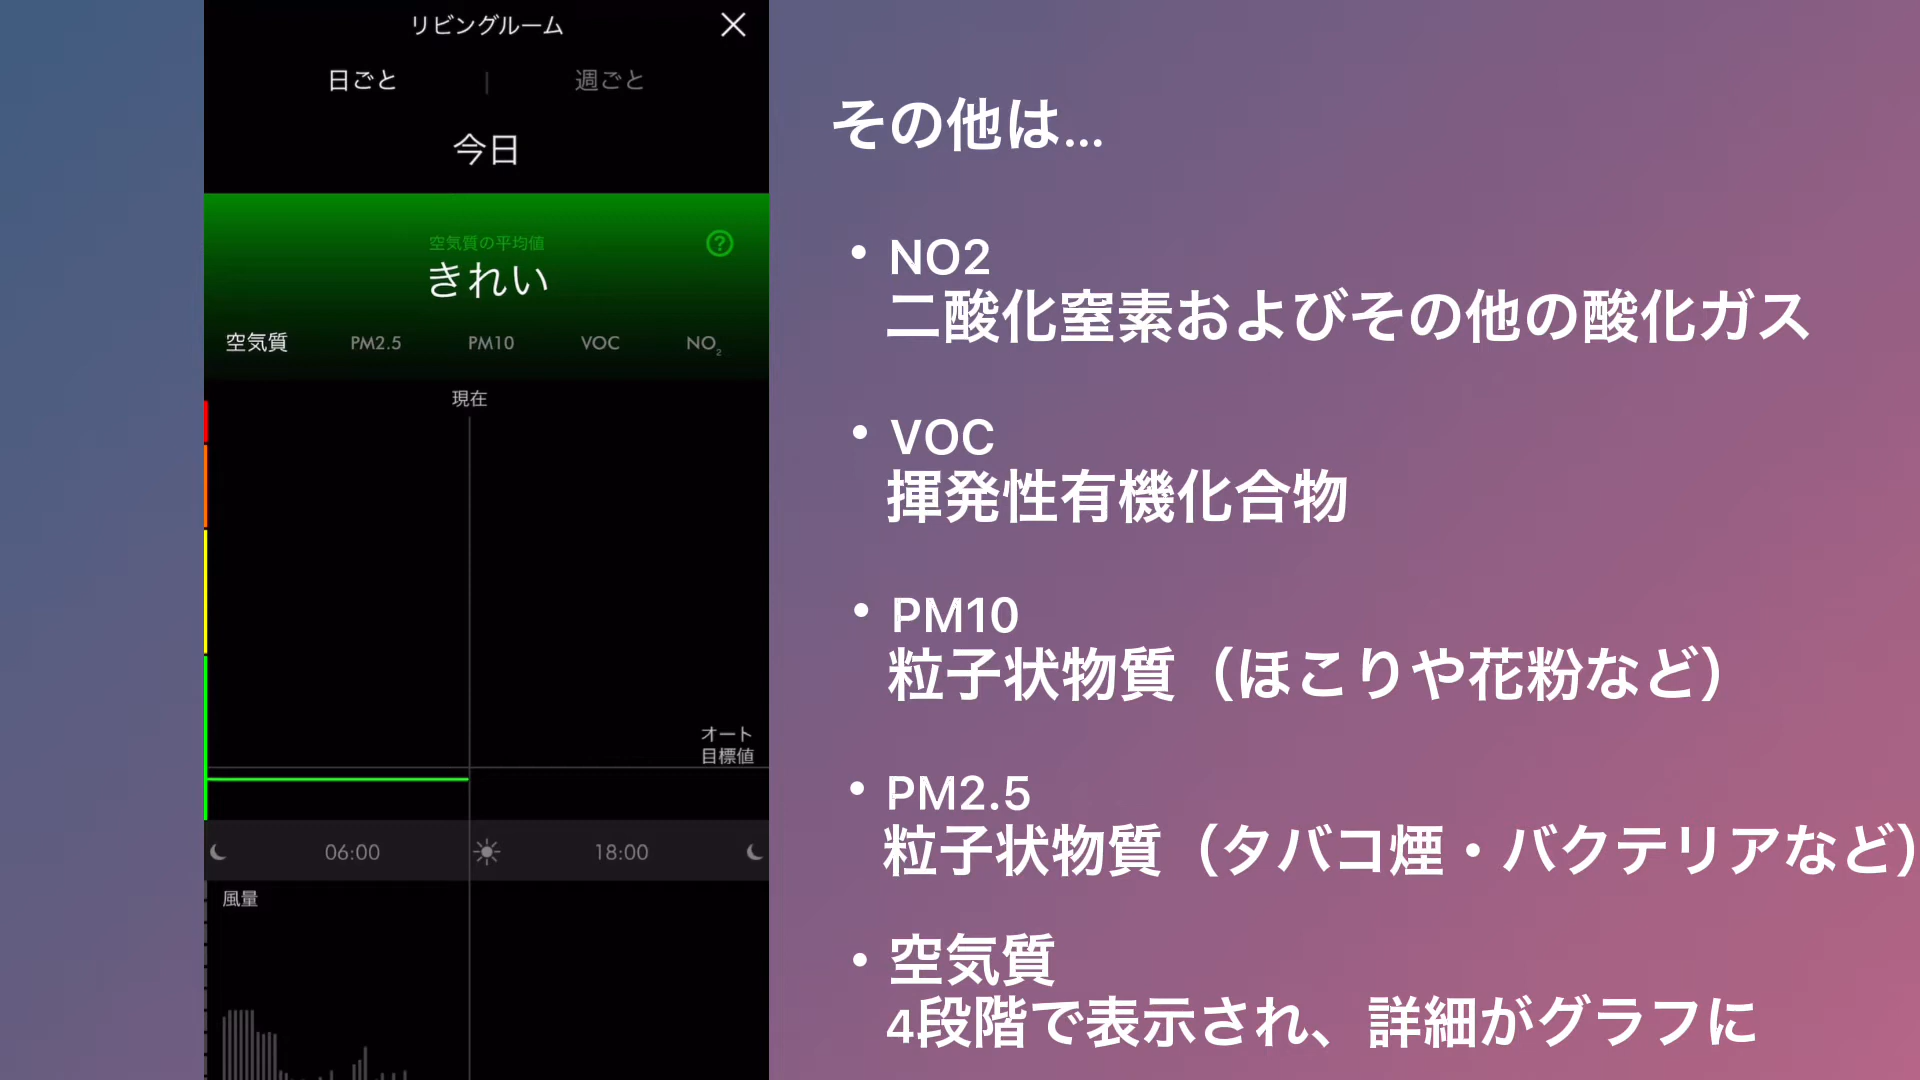 リビングルーム
日ごと | 週ごと
今日
空気質の平均値
?
きれい
空気質 PM2.5 PM10 VOC NO₂
現在
オート
目標値
06:00 18:00
風量
その他は...
・NO2
二酸化窒素およびその他の酸化ガス
・VOC
揮発性有機化合物
・PM10
粒子状物質（ほこりや花粉など）
・PM2.5
粒子状物質（タバコ煙・バクテリアなど）
・空気質
4段階で表示され、詳細がグラフに